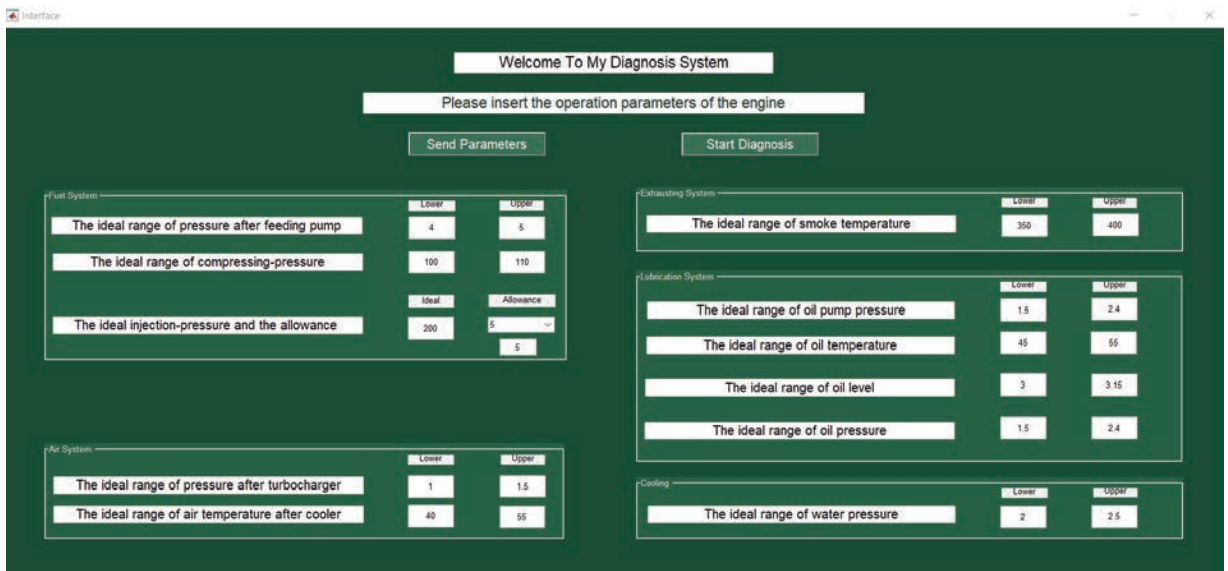 Interface
Welcome To My Diagnosis System
Please insert the operation parameters of the engine
Send Parameters Start Diagnosis
Fuel System
Lower Upper
The ideal range of pressure after feeding pump 4 5
The ideal range of compressing-pressure 100 110
Ideal Allowance
The ideal injection-pressure and the allowance 200 5
5
Air System
Lower Upper
The ideal range of pressure after turbocharger 1 1.5
The ideal range of air temperature after cooler 40 55
Exhausting System
Lower Upper
The ideal range of smoke temperature 350 400
Lubrication System
Lower Upper
The ideal range of oil pump pressure 1.5 2.4
The ideal range of oil temperature 45 55
The ideal range of oil level 3 3.15
The ideal range of oil pressure 1.5 2.4
Cooling
Lower Upper
The ideal range of water pressure 2 2.5